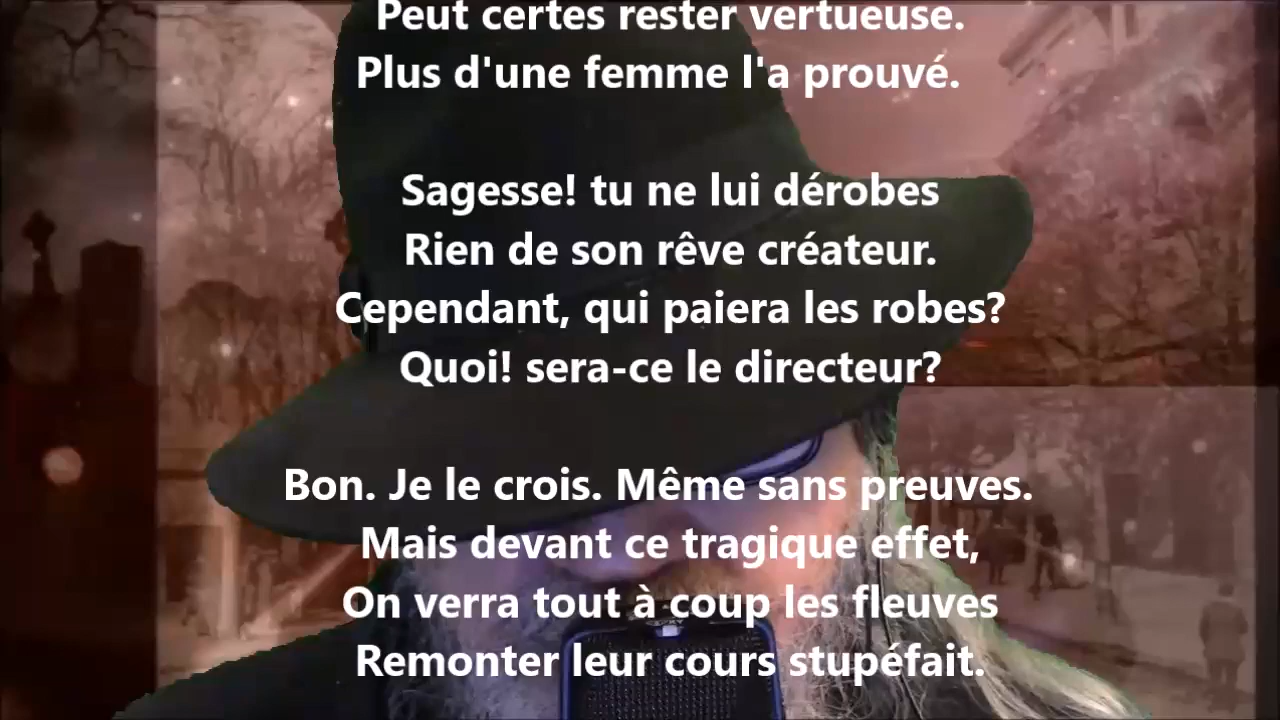 Peut certes rester vertueuse.
Plus d'une femme l'a prouvé.
Sagesse! tu ne lui dérobes
Rien de son rêve créateur.
Cependant, qui paiera les robes?
Quoi! sera-ce le directeur?
Bon. Je le crois. Même sans preuves.
Mais devant ce tragique effet,
On verra tout à coup les fleuves
Remonter leur cours stupéfait.